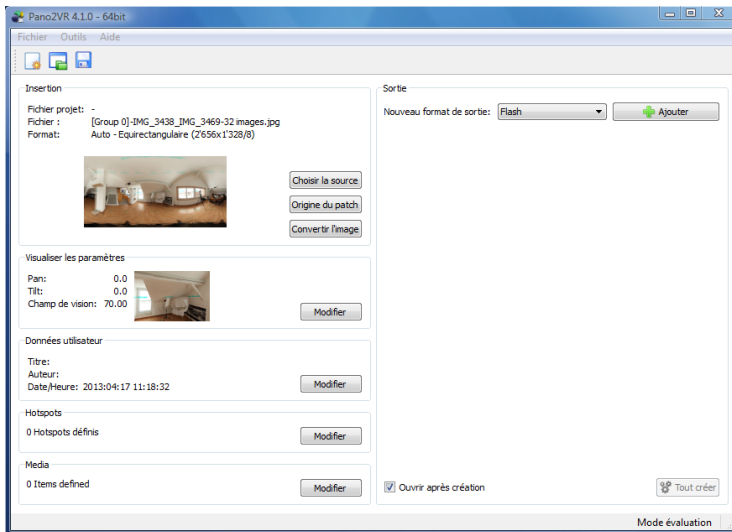 Pano2VR 4.1.0 - 64bit
Fichier Outils Aide
Insertion
Fichier projet: -
Fichier : [Group 0]-IMG_3438_IMG_3469-32 images.jpg
Format: Auto - Equirectangulaire (2'656x1'328/8)
Choisir la source
Origine du patch
Convertir l'image
Visualiser les paramètres
Pan: 0.0
Tilt: 0.0
Champ de vision: 70.00
Modifier
Données utilisateur
Titre:
Auteur:
Date/Heure: 2013:04:17 11:18:32
Modifier
Hotspots
0 Hotspots définis
Modifier
Media
0 Items defined
Modifier
Sortie
Nouveau format de sortie: Flash Ajouter
Ouvrir après création Tout créer
Mode évaluation